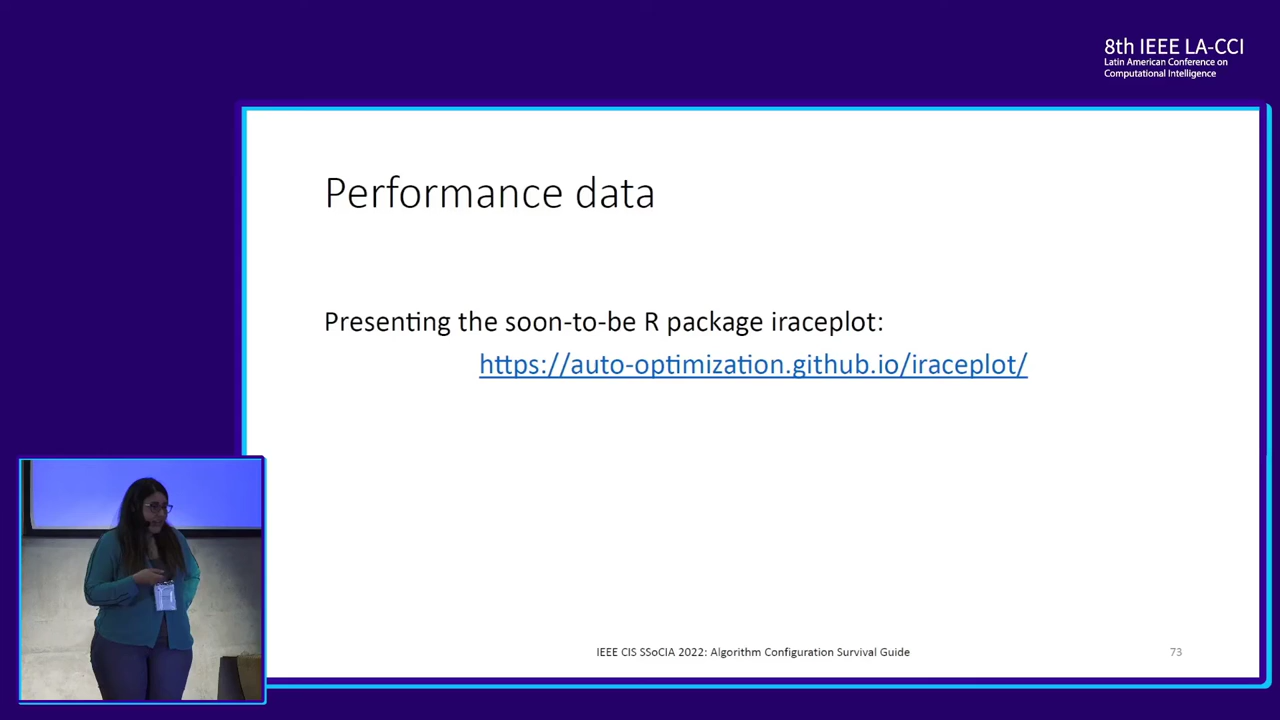 8th IEEE LA-CCI
Latin American Conference on
Computational Intelligence
Performance data
Presenting the soon-to-be R package iraceplot:
https://auto-optimization.github.io/iraceplot/
IEEE CIS SSoCIA 2022: Algorithm Configuration Survival Guide
73